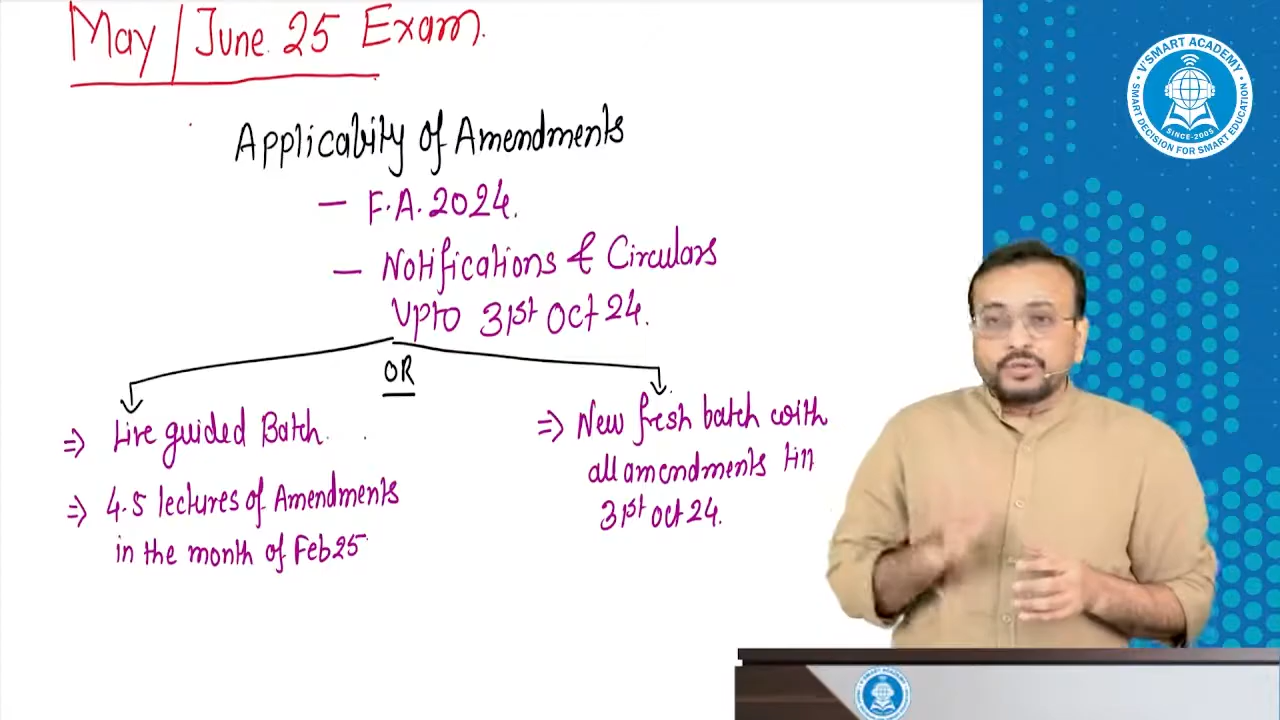 May / June 25 Exam.
Applicability of Amendments
— F.A. 2024.
— Notifications & Circulars
Upto 31st Oct 24.
OR
⇒ Live guided Batch.
⇒ 4.5 lectures of Amendments
in the month of Feb 25
⇒ New fresh batch with
all amendments till
31st Oct 24.
V'SMART ACADEMY
SINCE-2005
SMART DECISION FOR SMART EDUCATION